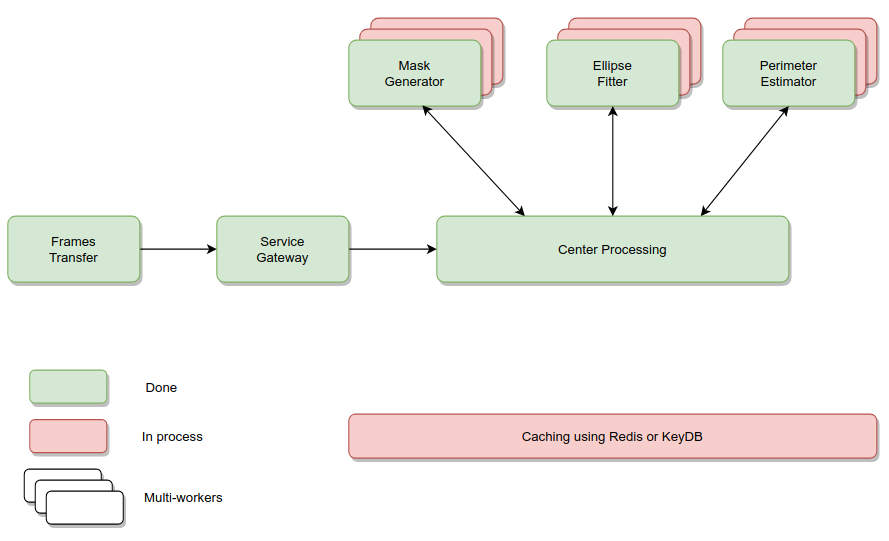 Mask
Generator
Ellipse
Fitter
Perimeter
Estimator
Frames
Transfer
Service
Gateway
Center Processing
Done
In process
Caching using Redis or KeyDB
Multi-workers